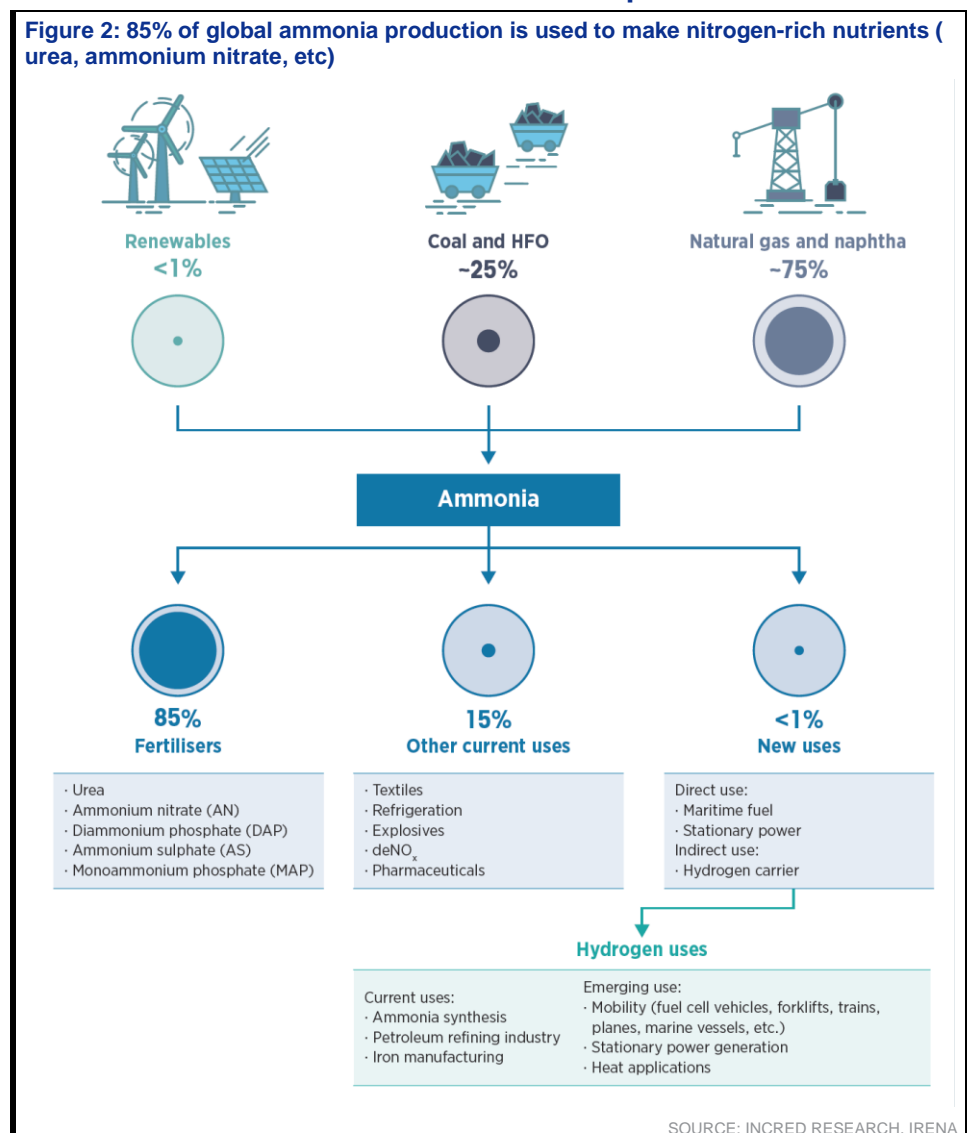 Figure 2: 85% of global ammonia production is used to make nitrogen-rich nutrients (
urea, ammonium nitrate, etc)
Renewables
<1%
Coal and HFO
~25%
Natural gas and naphtha
~75%
Ammonia
85%
Fertilisers
15%
Other current uses
<1%
New uses
· Urea
· Ammonium nitrate (AN)
· Diammonium phosphate (DAP)
· Ammonium sulphate (AS)
· Monoammonium phosphate (MAP)
· Textiles
· Refrigeration
· Explosives
· deNOx
· Pharmaceuticals
Direct use:
· Maritime fuel
· Stationary power
Indirect use:
· Hydrogen carrier
Hydrogen uses
Current uses:
· Ammonia synthesis
· Petroleum refining industry
· Iron manufacturing
Emerging use:
· Mobility (fuel cell vehicles, forklifts, trains,
planes, marine vessels, etc.)
· Stationary power generation
· Heat applications
SOURCE: INCRED RESEARCH, IRENA